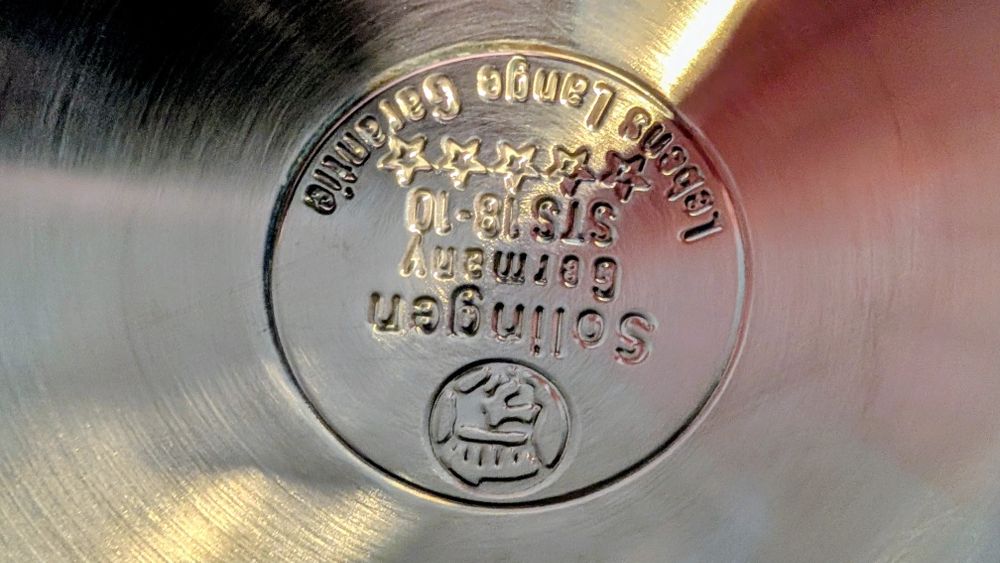 Solingen
Germany
STS 18-10
Lebens Lange Garantie